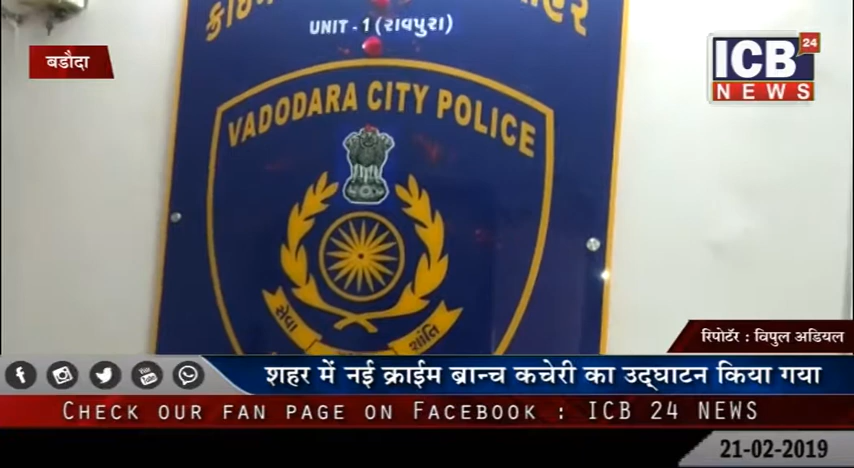 UNIT - 1 (રાવપુરા)
बडौदा
ICB 24
NEWS
VADODARA CITY POLICE
સેવા
શાંતિ
रिपोर्टर : विपुल अडियल
शहर में नई क्राईम ब्रान्च कचेरी का उद्घाटन किया गया
CHECK OUR FAN PAGE ON FACEBOOK : ICB 24 NEWS
21-02-2019